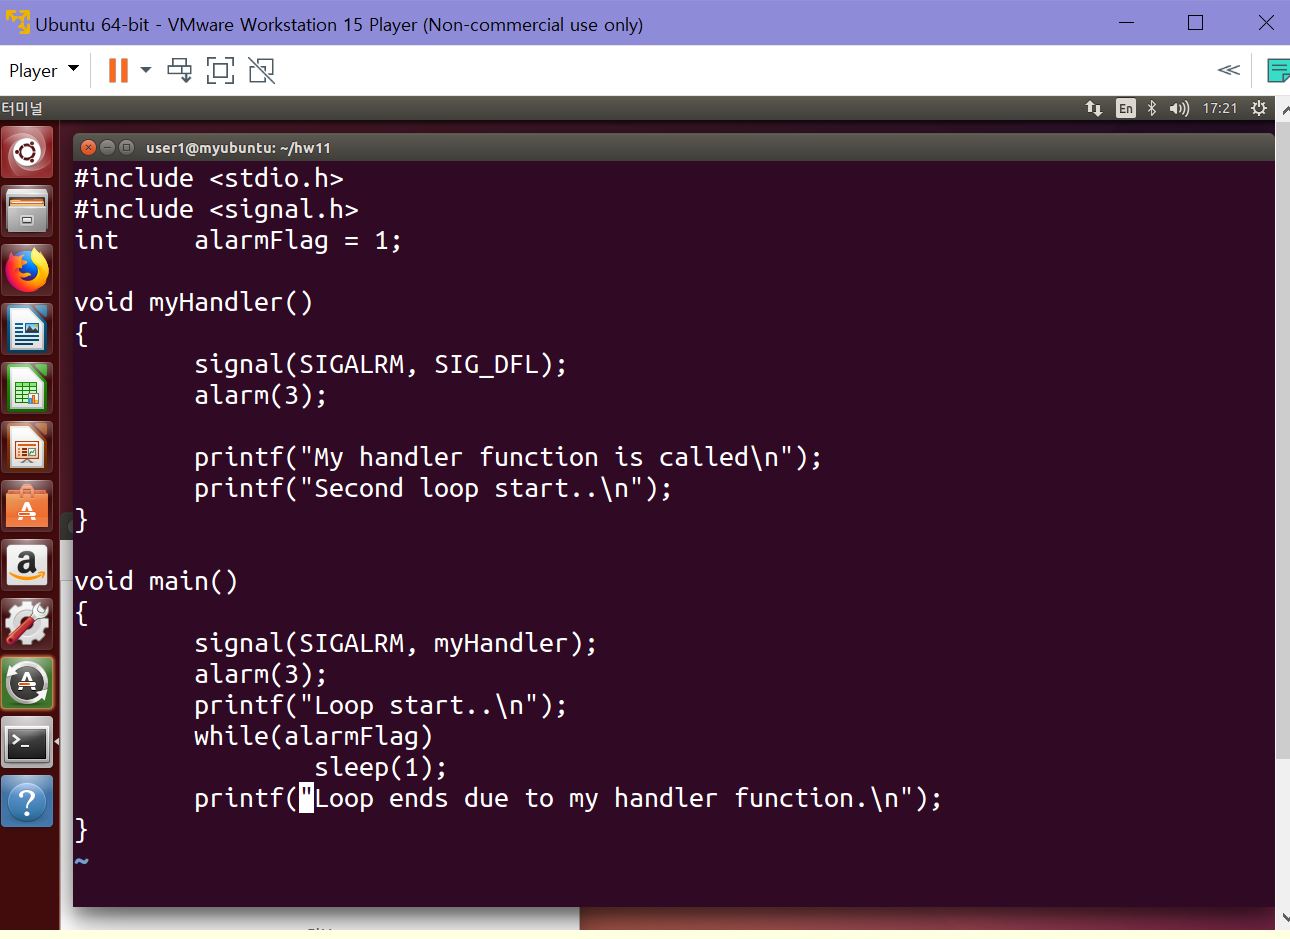 Ubuntu 64-bit - VMware Workstation 15 Player (Non-commercial use only)
Player
터미널
En
17:21
user1@myubuntu: ~/hw11
#include <stdio.h>
#include <signal.h>
int     alarmFlag = 1;
void myHandler()
{
        signal(SIGALRM, SIG_DFL);
        alarm(3);
        printf("My handler function is called\n");
        printf("Second loop start..\n");
}
void main()
{
        signal(SIGALRM, myHandler);
        alarm(3);
        printf("Loop start..\n");
        while(alarmFlag)
                sleep(1);
        printf("Loop ends due to my handler function.\n");
}
~